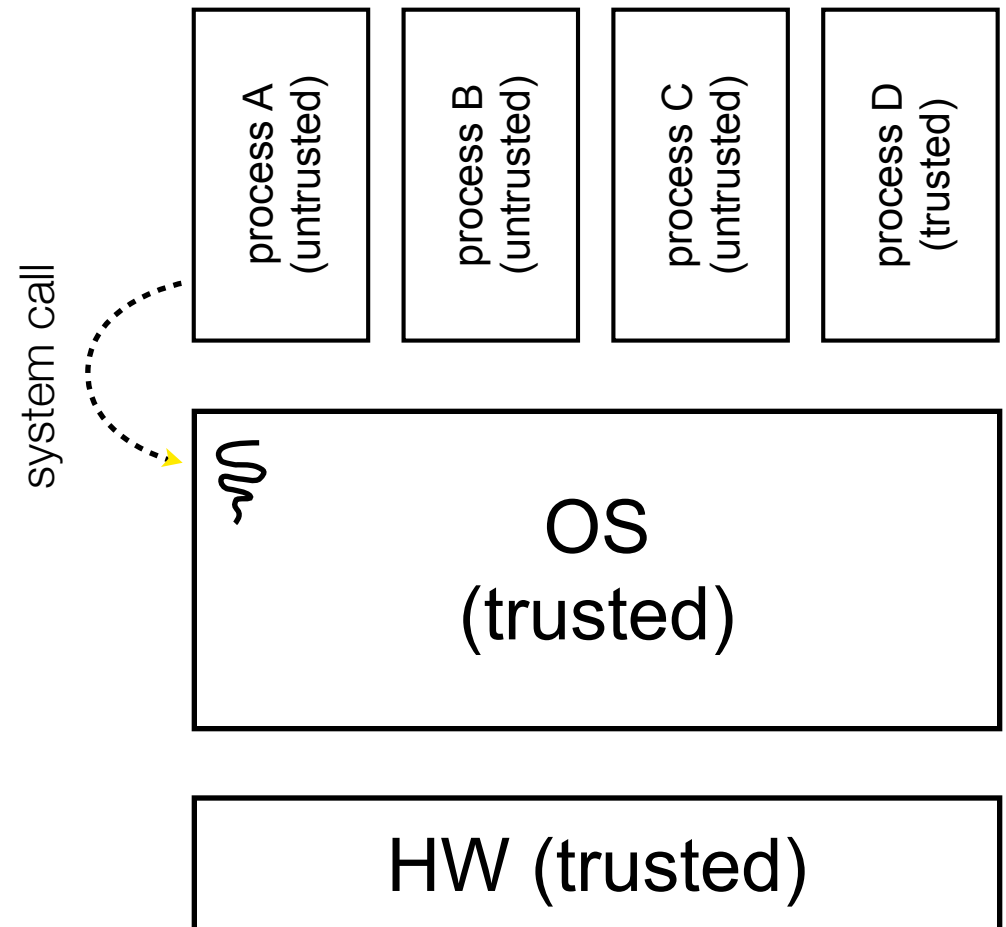 process A
(untrusted)
process B
(untrusted)
process C
(untrusted)
process D
(trusted)
system call
OS
(trusted)
HW (trusted)